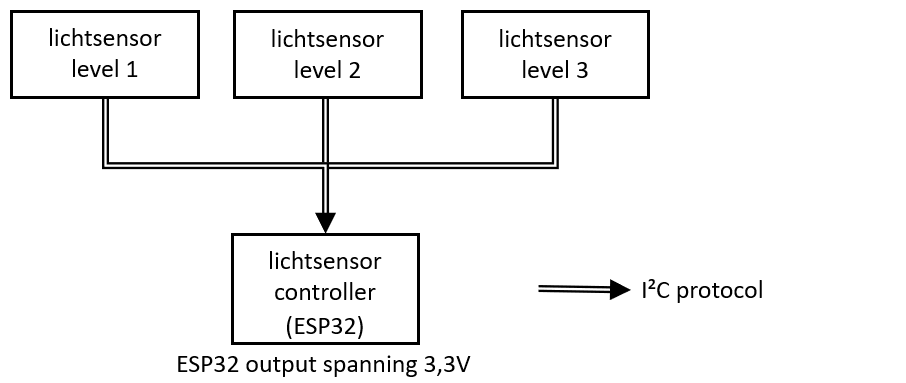 lichtsensor
level 1
lichtsensor
level 2
lichtsensor
level 3
lichtsensor
controller
(ESP32)
ESP32 output spanning 3,3V
I²C protocol